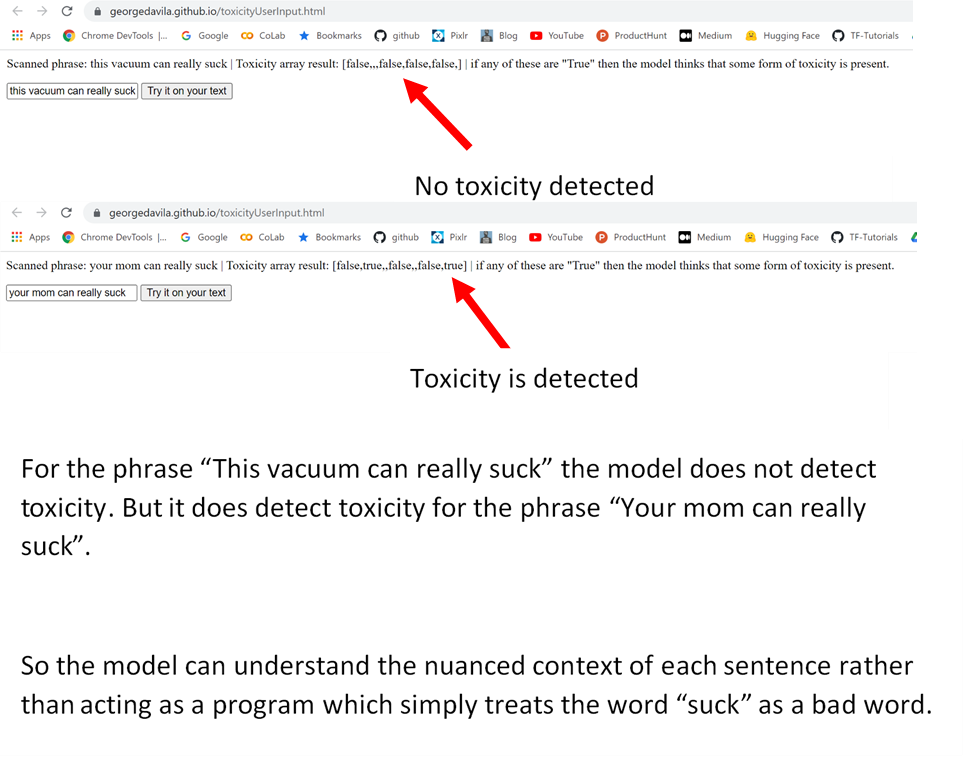 georgedavila.github.io/toxicityUserInput.html
Apps Chrome DevTools |... Google CO CoLab Bookmarks github Pixlr Blog YouTube ProductHunt Medium Hugging Face TF-Tutorials
Scanned phrase: this vacuum can really suck | Toxicity array result: [false,,,false,false,false,] | if any of these are "True" then the model thinks that some form of toxicity is present.
this vacuum can really suck Try it on your text
No toxicity detected
georgedavila.github.io/toxicityUserInput.html
Apps Chrome DevTools |... Google CO CoLab Bookmarks github Pixlr Blog YouTube ProductHunt Medium Hugging Face TF-Tutorials
Scanned phrase: your mom can really suck | Toxicity array result: [false,true,,false,,false,true] | if any of these are "True" then the model thinks that some form of toxicity is present.
your mom can really suck Try it on your text
Toxicity is detected
For the phrase “This vacuum can really suck” the model does not detect
toxicity. But it does detect toxicity for the phrase “Your mom can really
suck”.
So the model can understand the nuanced context of each sentence rather
than acting as a program which simply treats the word “suck” as a bad word.